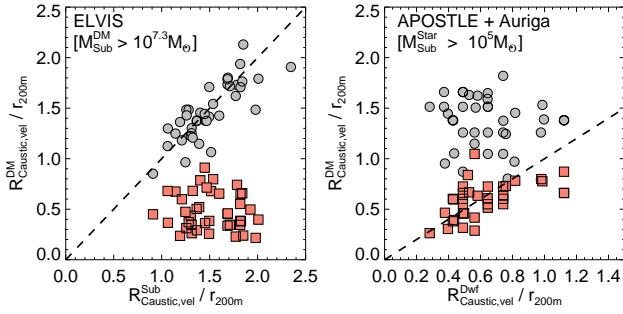 ELVIS
[M^DM_Sub > 10^7.3 M_⊙]
R^DM_Caustic,vel / r_200m
2.5
2.0
1.5
1.0
0.5
0.0
0.0 0.5 1.0 1.5 2.0 2.5
R^Sub_Caustic,vel / r_200m
APOSTLE + Auriga
[M^Star_Sub > 10^5 M_⊙]
R^DM_Caustic,vel / r_200m
2.5
2.0
1.5
1.0
0.5
0.0
0.0 0.2 0.4 0.6 0.8 1.0 1.2 1.4
R^Dwf_Caustic,vel / r_200m